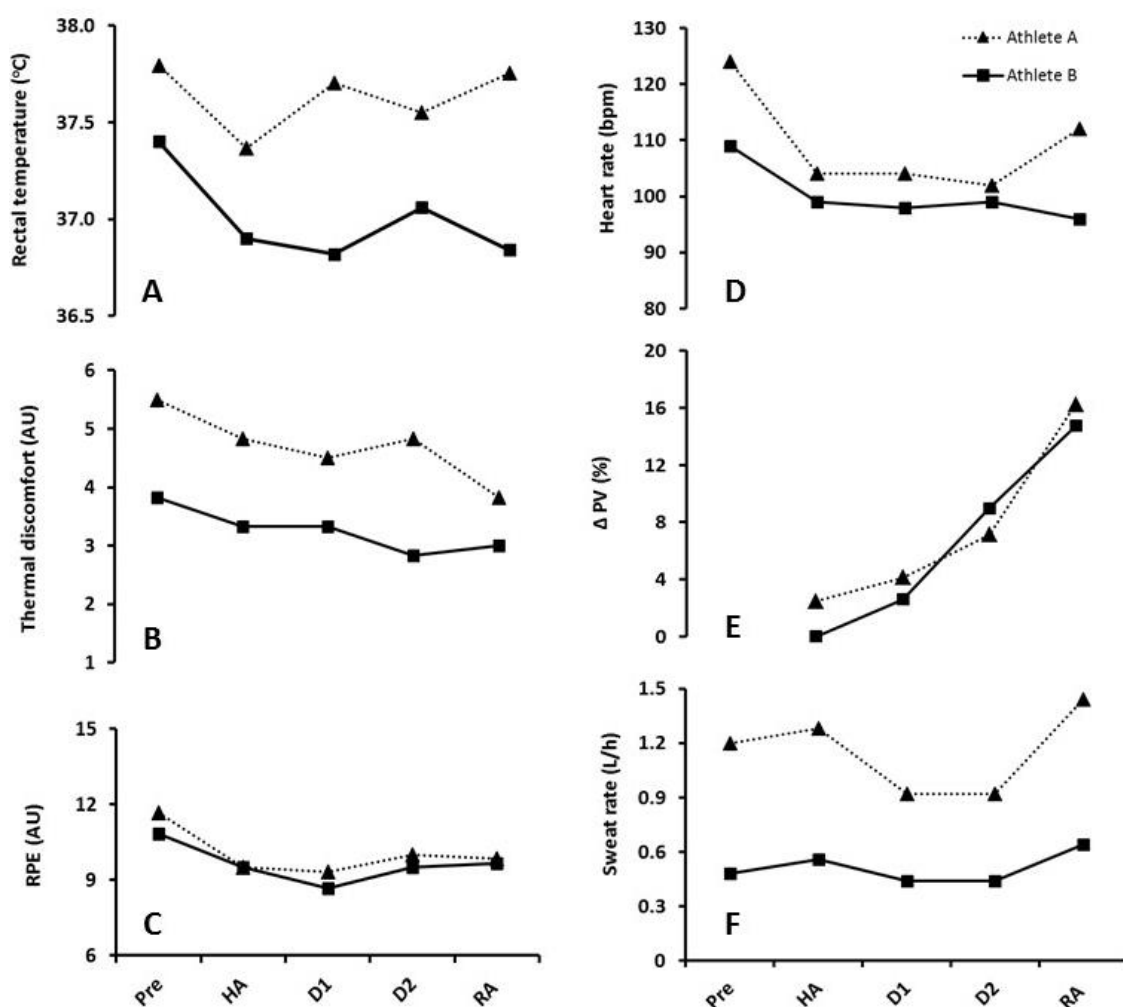 38.0
37.5
37.0
36.5
Rectal temperature (°C)
A
6
5
4
3
2
1
Thermal discomfort (AU)
B
15
12
9
6
RPE (AU)
C
Pre
HA
D1
D2
RA
130
120
110
100
90
80
Heart rate (bpm)
Athlete A
Athlete B
D
20
16
12
8
4
0
Δ PV (%)
E
1.5
1.2
0.9
0.6
0.3
0
Sweat rate (L/h)
F
Pre
HA
D1
D2
RA